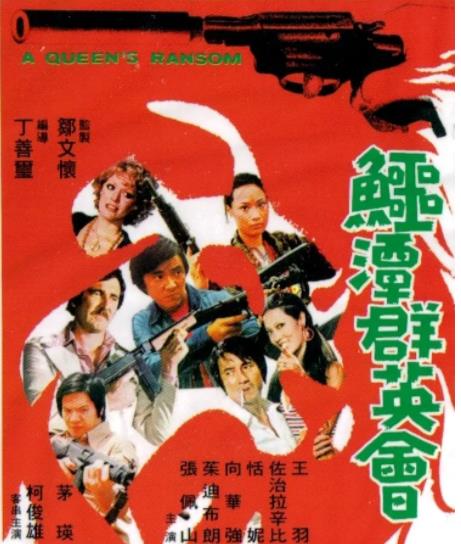 A QUEEN'S RANSOM
監製
鄒文懷
編導
丁善璽
鱷潭群英會
王羽
佐治拉辛比
恬妮
向華強
茱迪布朗
張佩山
主演
茅瑛
柯俊雄
客串主演